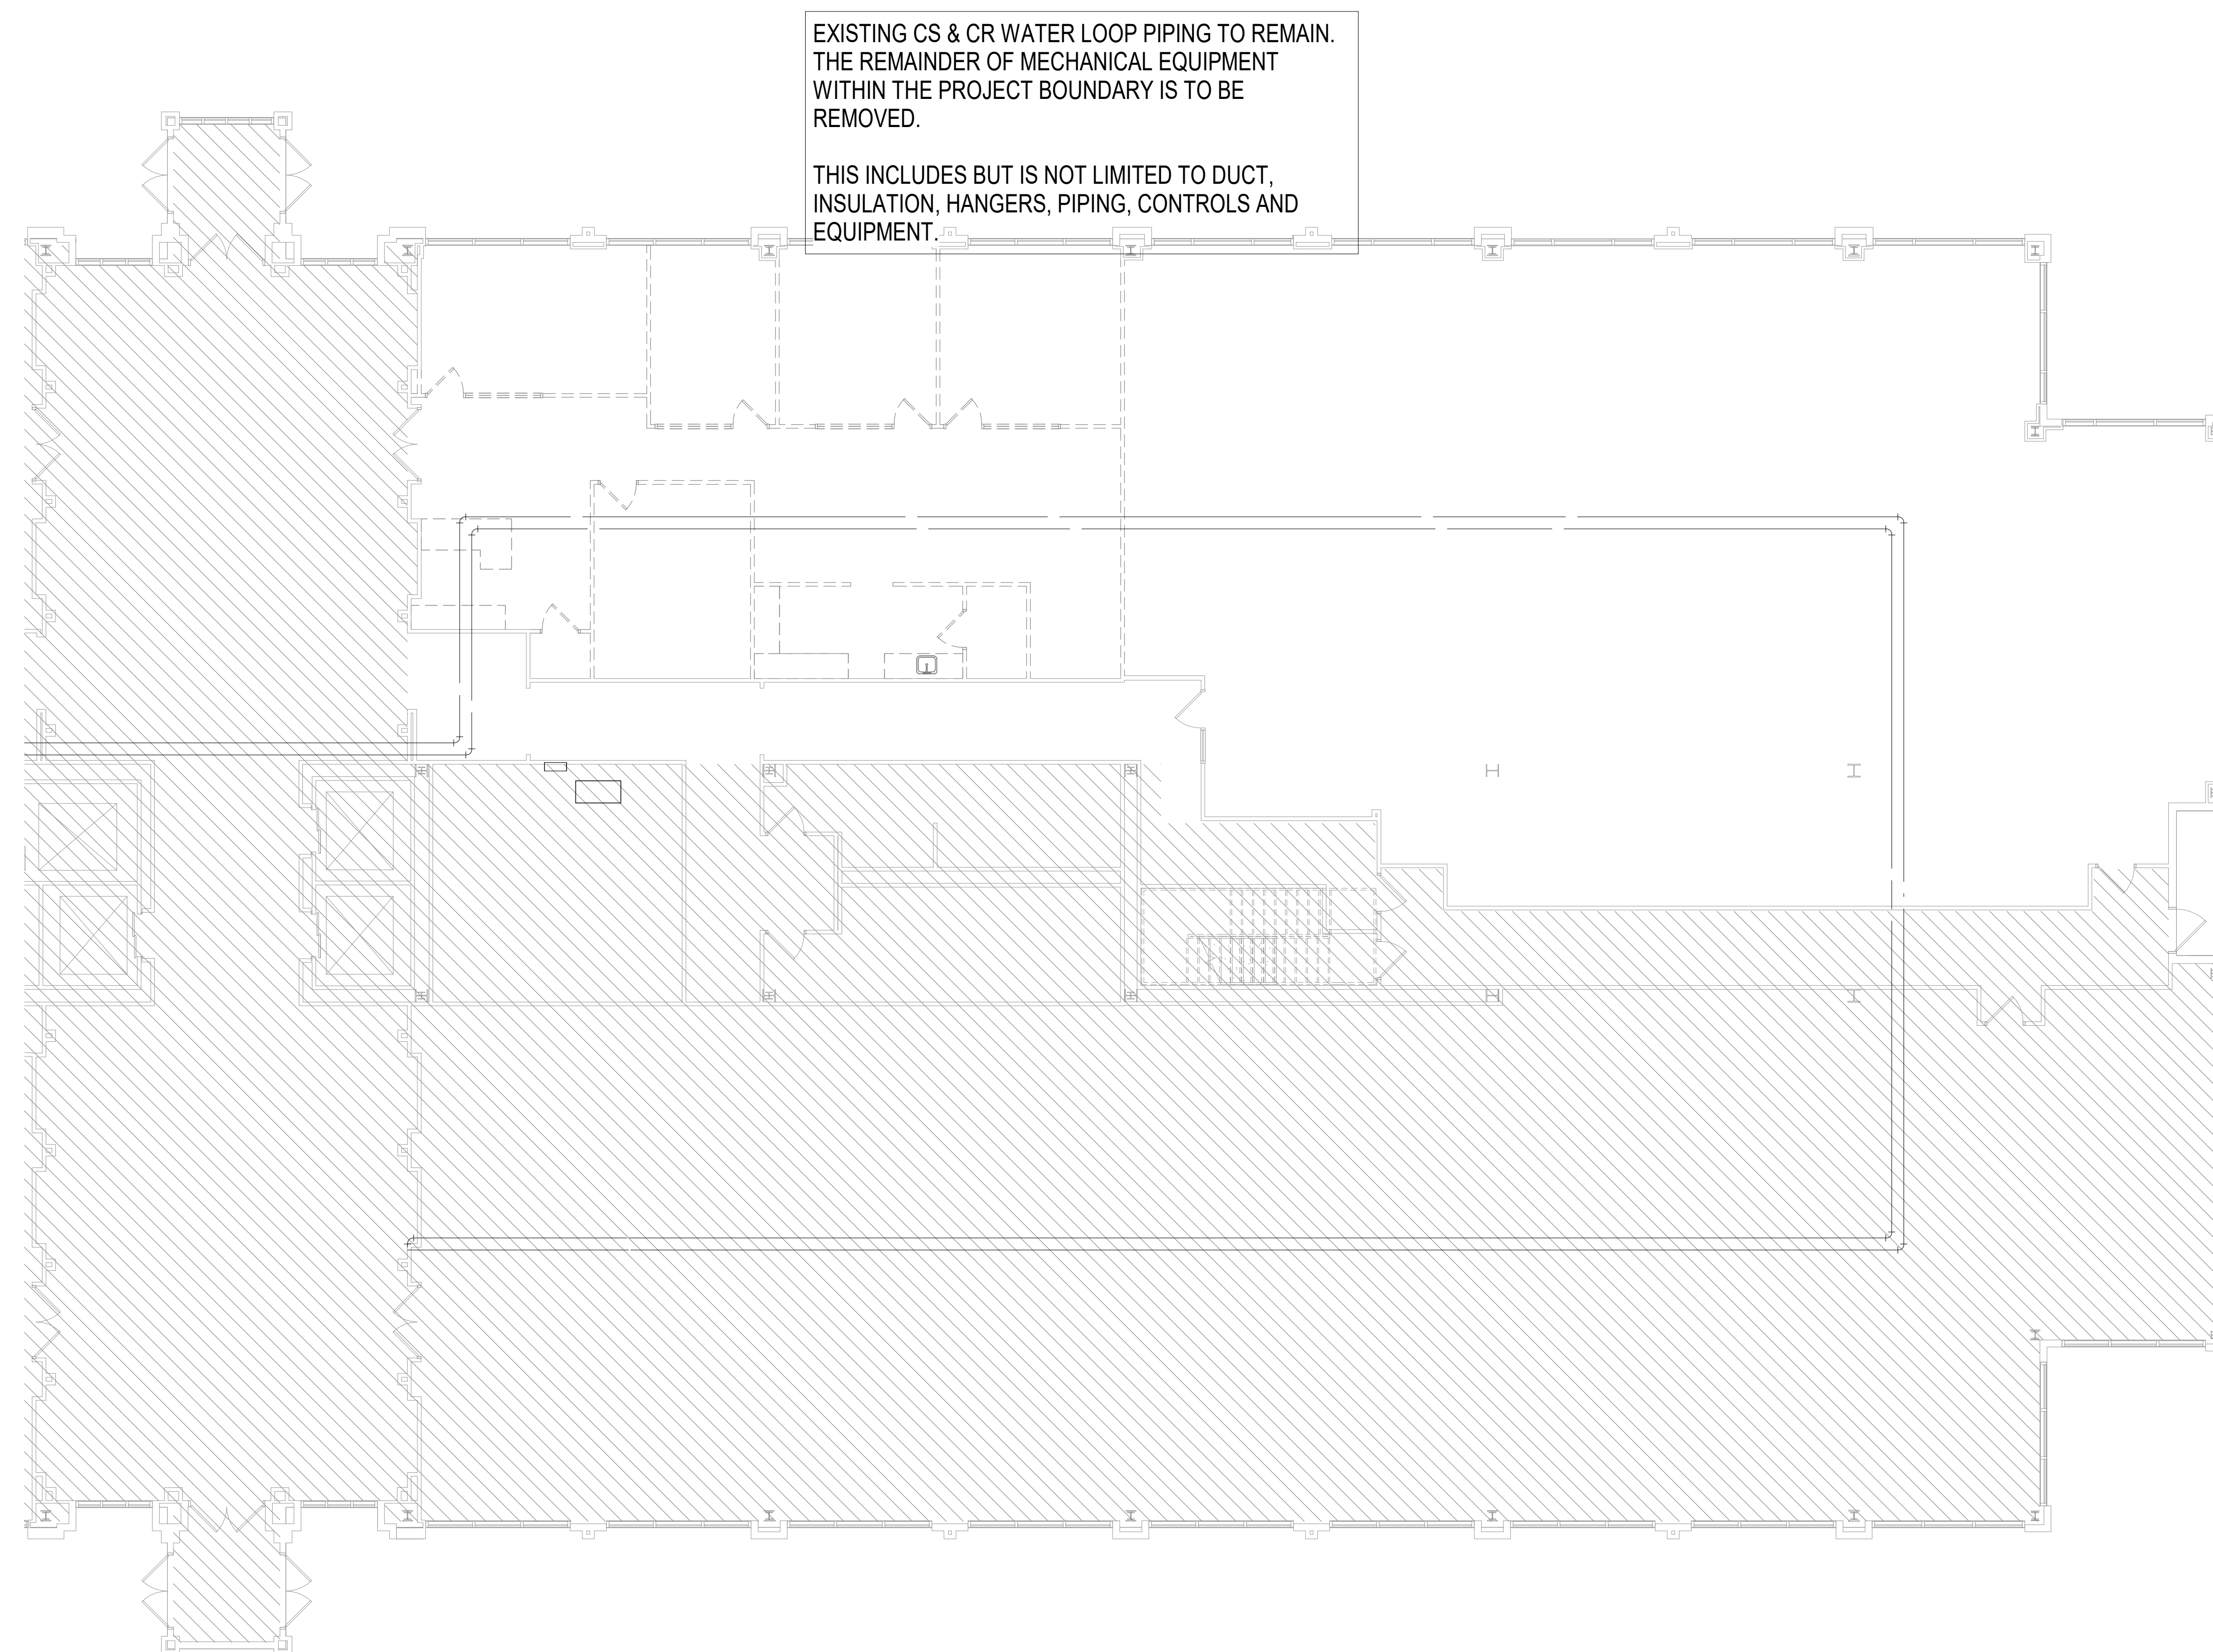 EXISTING CS & CR WATER LOOP PIPING TO REMAIN.
THE REMAINDER OF MECHANICAL EQUIPMENT
WITHIN THE PROJECT BOUNDARY IS TO BE
REMOVED.
THIS INCLUDES BUT IS NOT LIMITED TO DUCT,
INSULATION, HANGERS, PIPING, CONTROLS AND
EQUIPMENT.